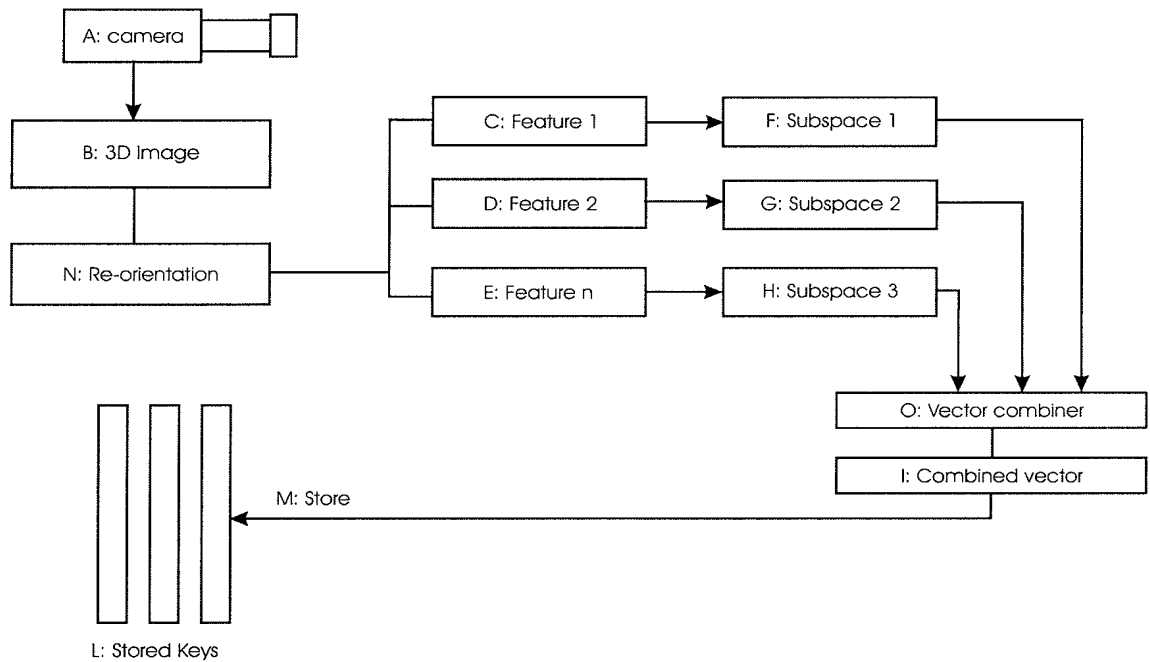 A: camera
B: 3D Image
N: Re-orientation
C: Feature 1
F: Subspace 1
D: Feature 2
G: Subspace 2
E: Feature n
H: Subspace 3
O: Vector combiner
I: Combined vector
M: Store
L: Stored Keys